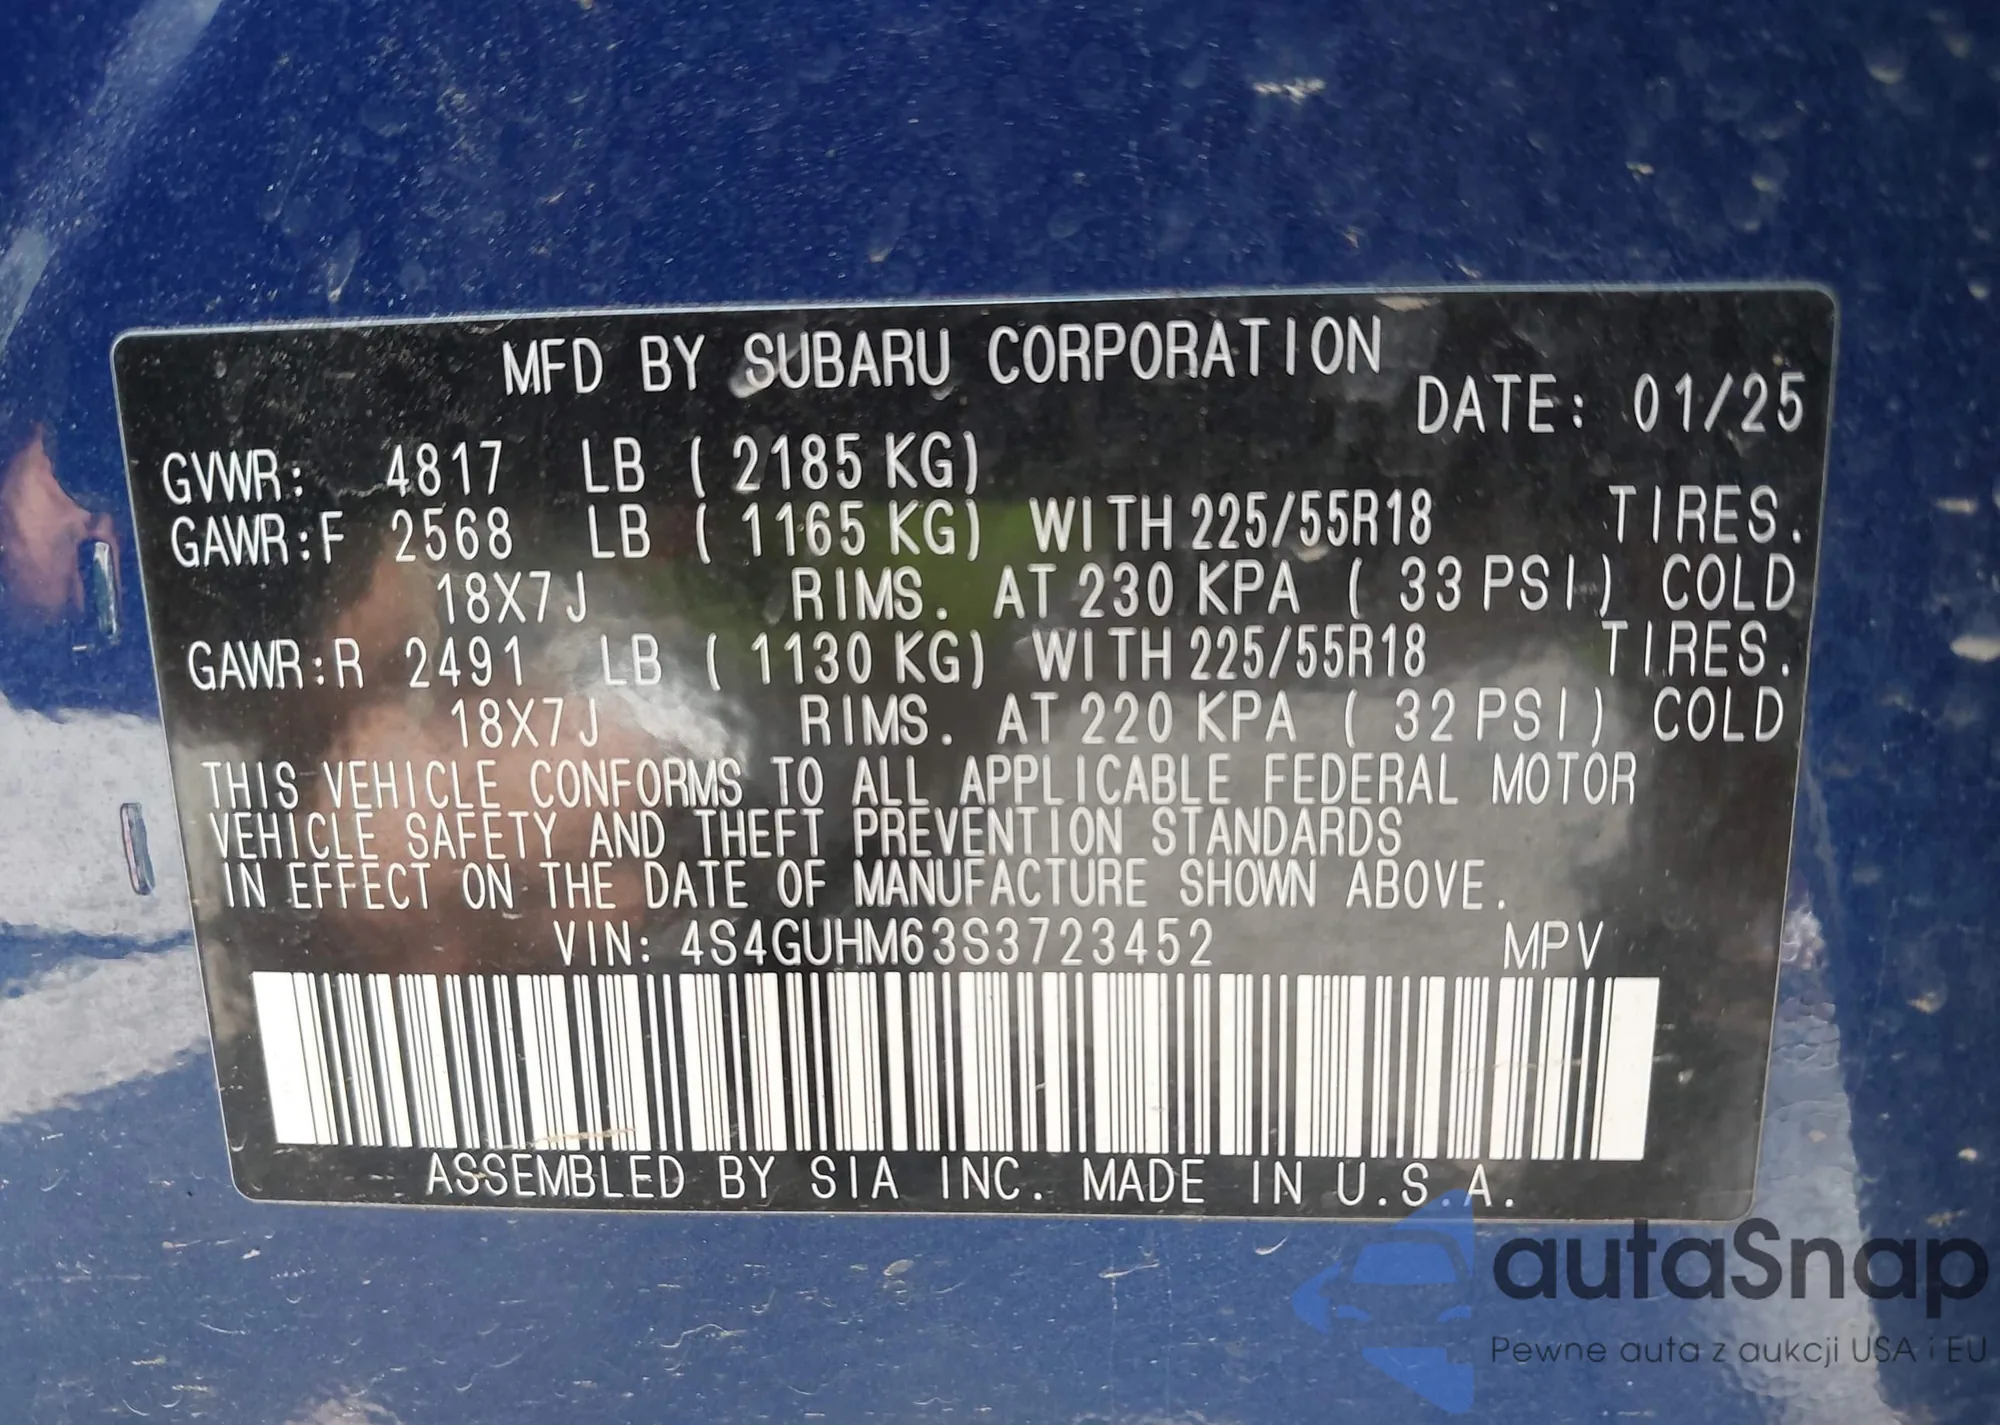 MFD BY SUBARU CORPORATION
DATE: 01/25
GVWR: 4817 LB ( 2185 KG)
GAWR:F 2568 LB ( 1165 KG) WITH 225/55R18 TIRES.
18X7J RIMS. AT 230 KPA ( 33 PSI) COLD
GAWR:R 2491 LB ( 1130 KG) WITH 225/55R18 TIRES.
18X7J RIMS. AT 220 KPA ( 32 PSI) COLD
THIS VEHICLE CONFORMS TO ALL APPLICABLE FEDERAL MOTOR
VEHICLE SAFETY AND THEFT PREVENTION STANDARDS
IN EFFECT ON THE DATE OF MANUFACTURE SHOWN ABOVE.
VIN: 4S4GUHM63S3723452 MPV
ASSEMBLED BY SIA INC. MADE IN U.S.A.
autaSnap
Pewne auta z aukcji USA i EU